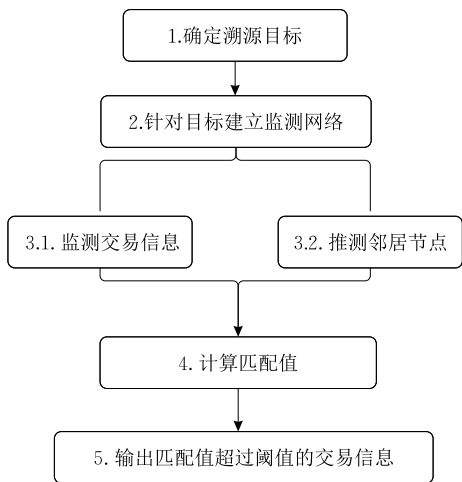 1.确定溯源目标
2.针对目标建立监测网络
3.1. 监测交易信息
3.2. 推测邻居节点
4. 计算匹配值
5. 输出匹配值超过阈值的交易信息